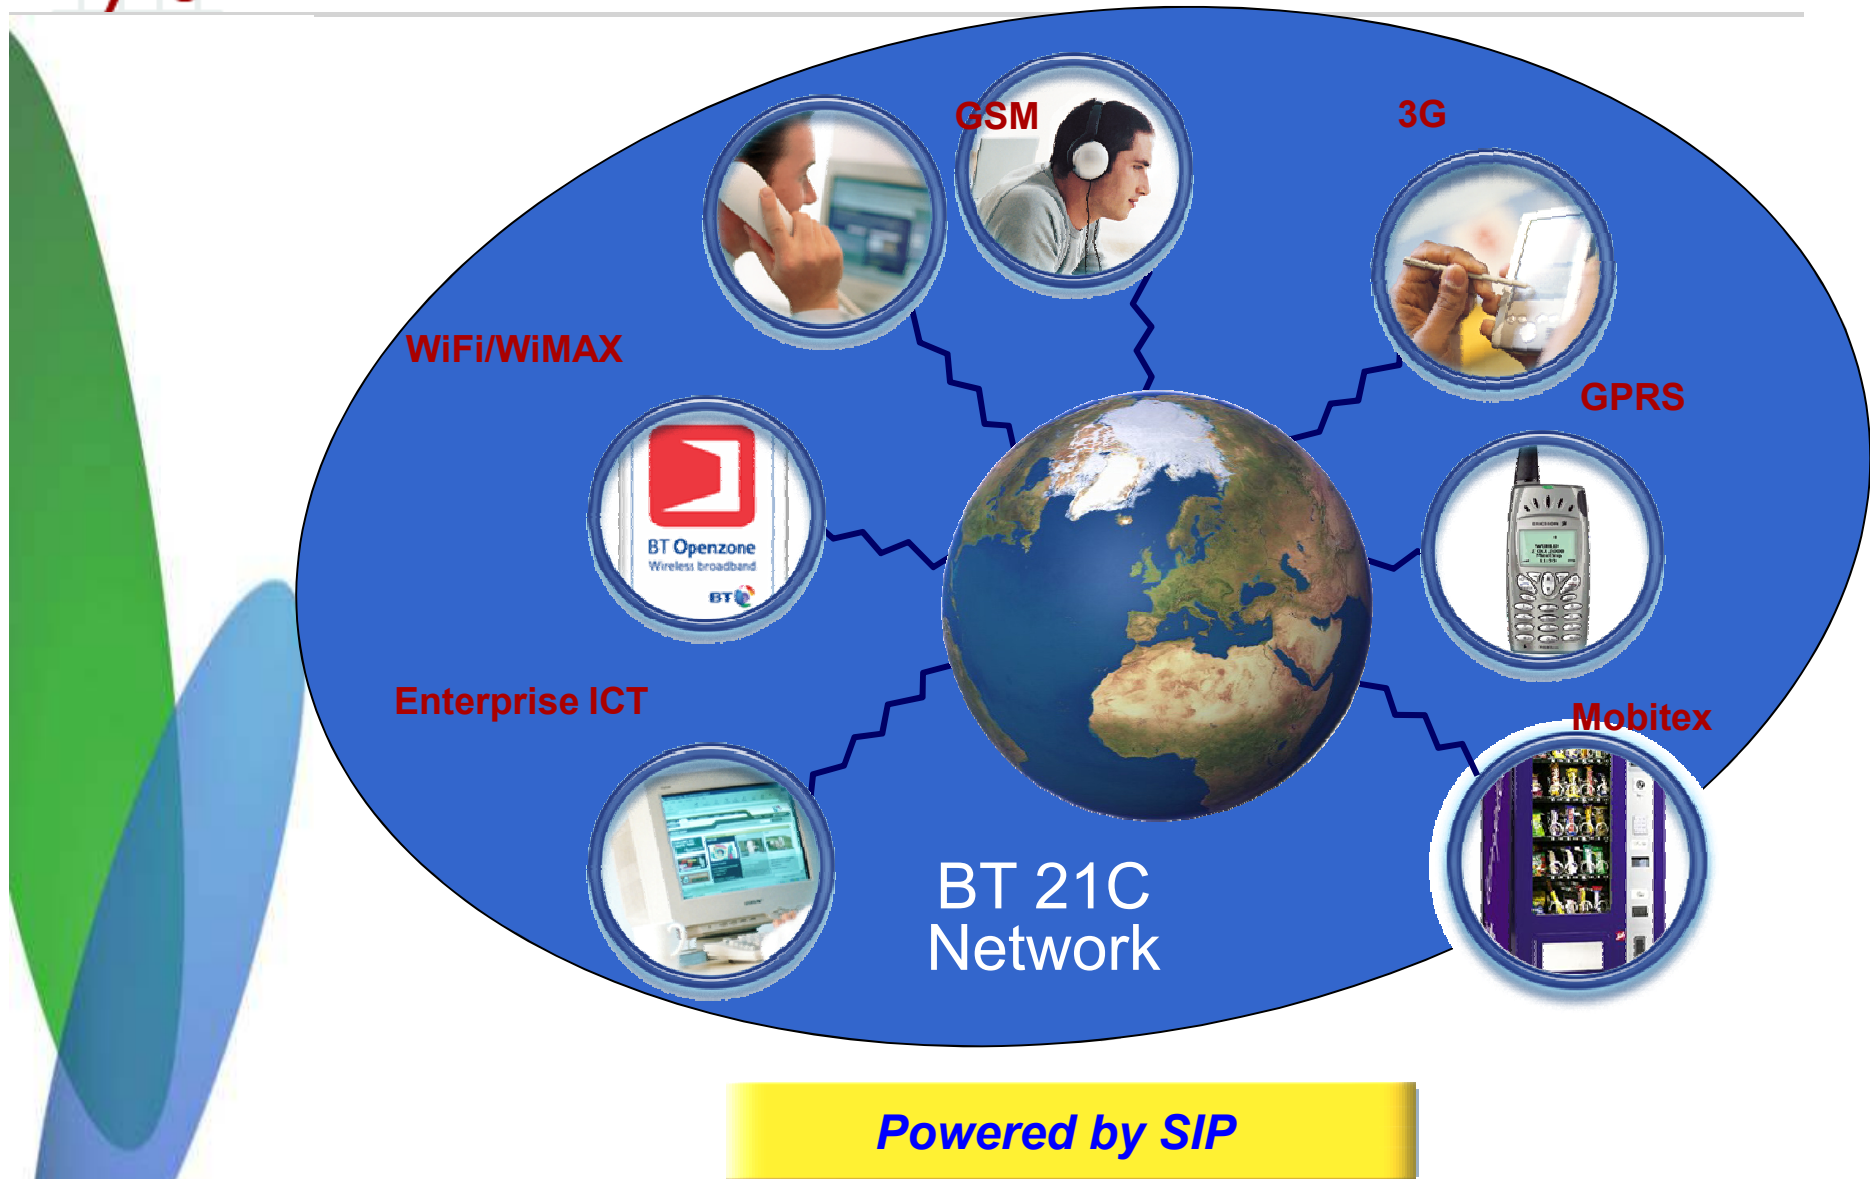 GSM
3G
WiFi/WiMAX
GPRS
BT Openzone
Wireless broadband
BT
ERICSSON
Enterprise ICT
Mobitex
BT 21C
Network
Powered by SIP